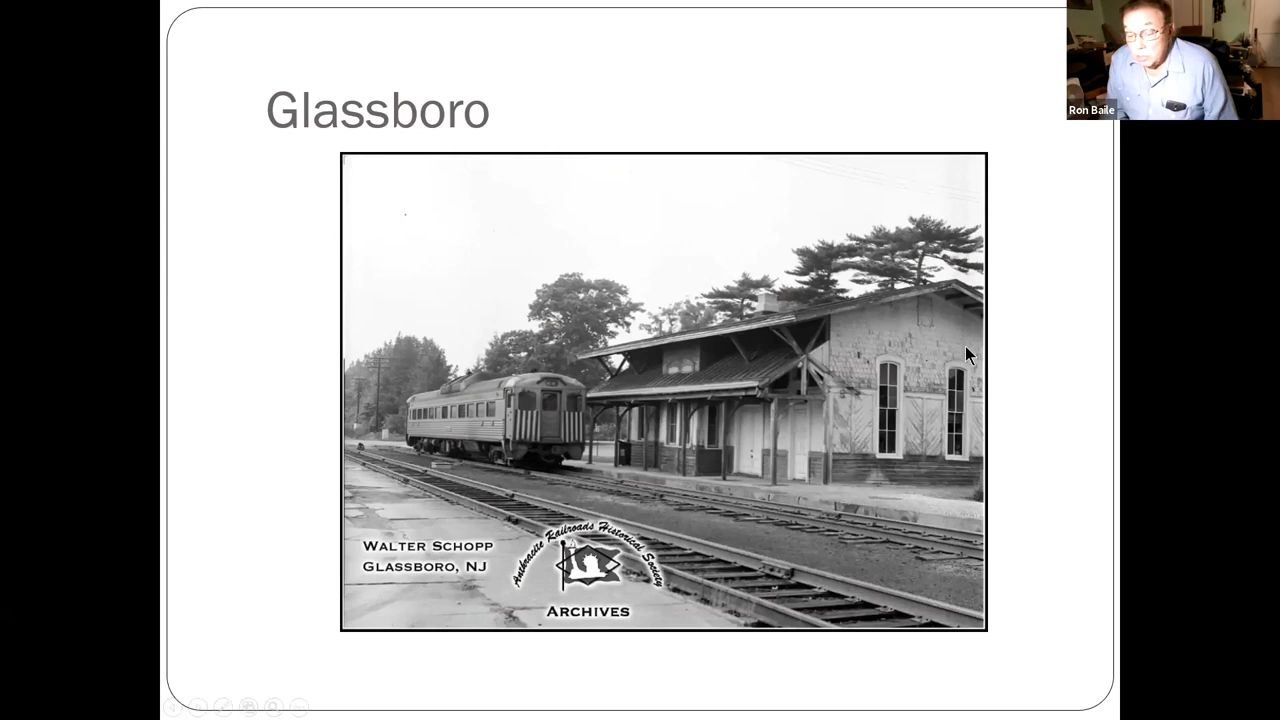 Glassboro
Ron Baile
Anthracite Railroads Historical Society
WALTER SCHOPP
GLASSBORO, NJ
ARCHIVES